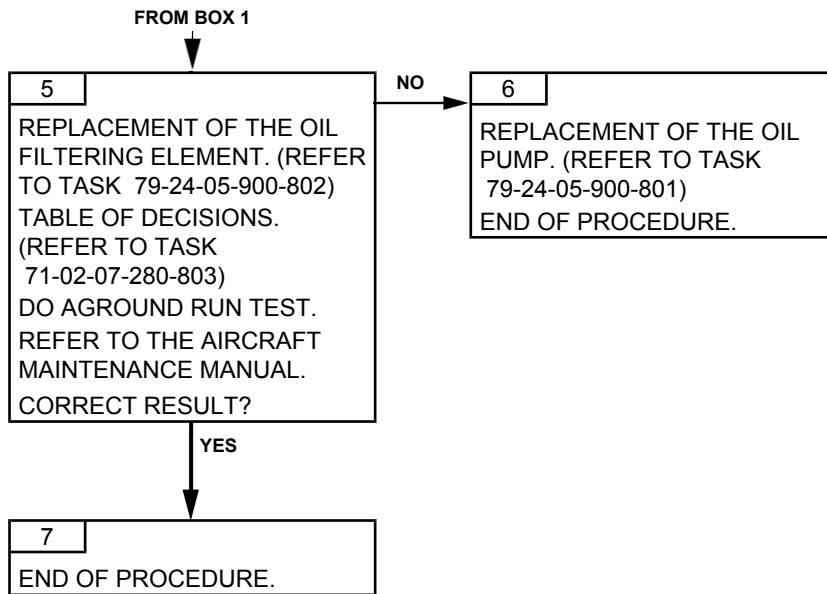 FROM BOX 1
5
REPLACEMENT OF THE OIL
FILTERING ELEMENT. (REFER
TO TASK 79-24-05-900-802)
TABLE OF DECISIONS.
(REFER TO TASK
71-02-07-280-803)
DO AGROUND RUN TEST.
REFER TO THE AIRCRAFT
MAINTENANCE MANUAL.
CORRECT RESULT?
NO
6
REPLACEMENT OF THE OIL
PUMP. (REFER TO TASK
79-24-05-900-801)
END OF PROCEDURE.
YES
7
END OF PROCEDURE.